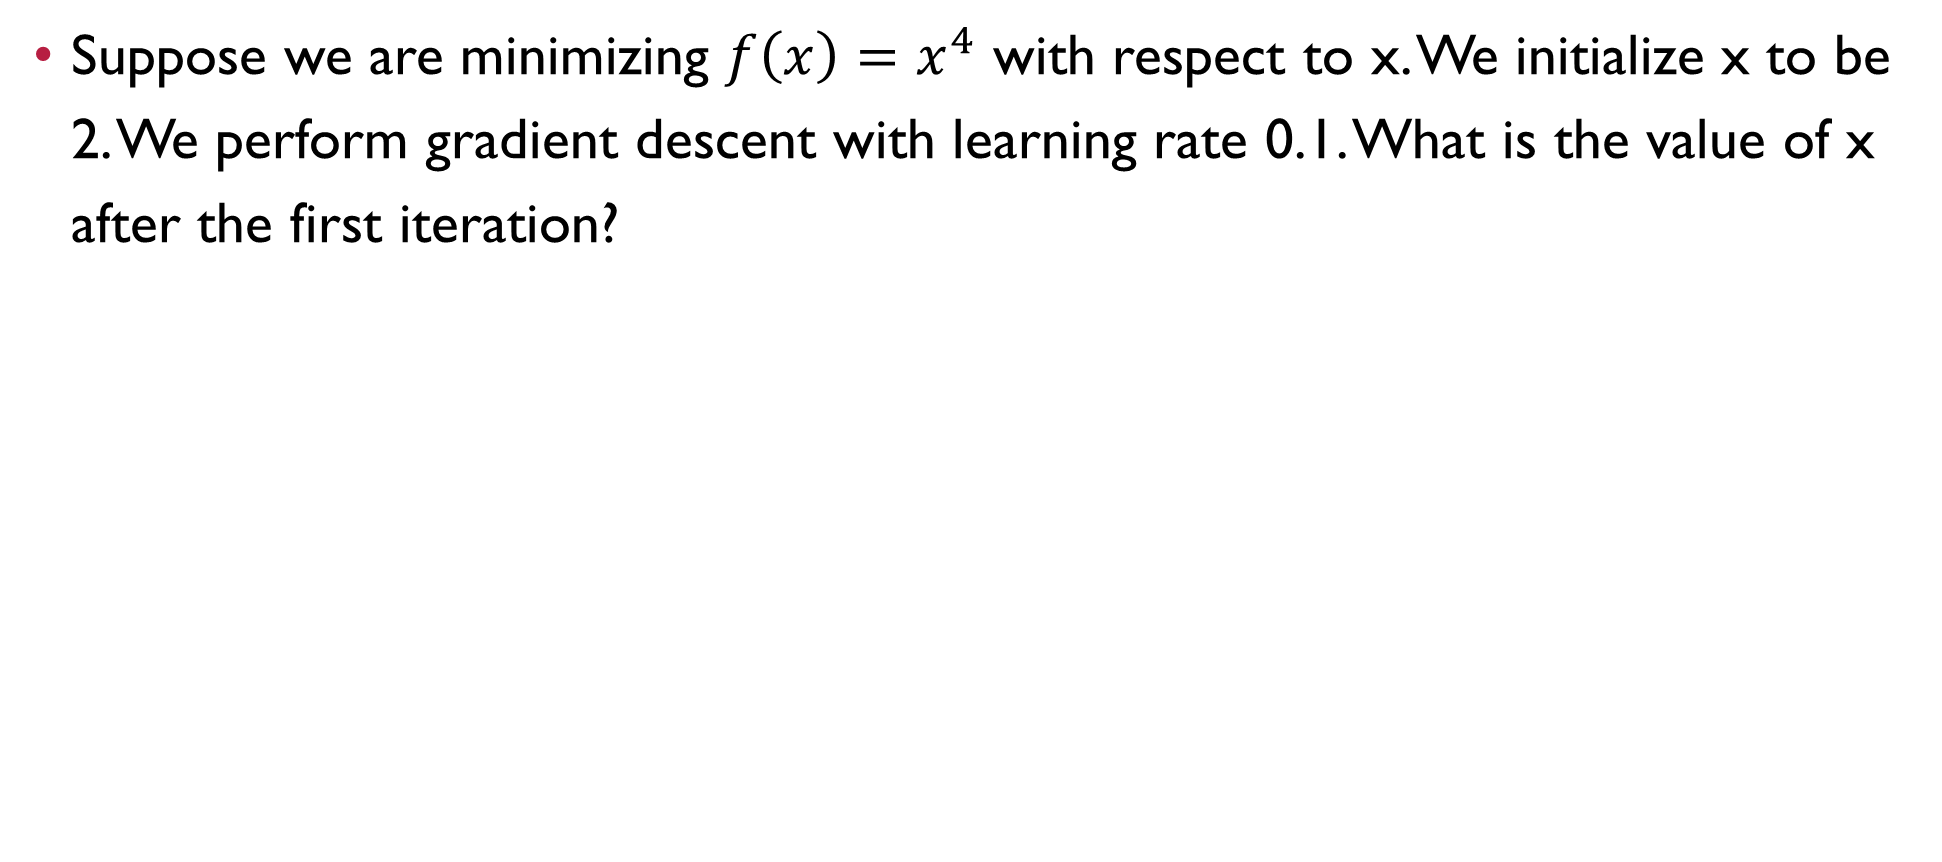 • Suppose we are minimizing 𝑓(𝑥) = 𝑥⁴ with respect to x. We initialize x to be
2. We perform gradient descent with learning rate 0.1. What is the value of x
after the first iteration?